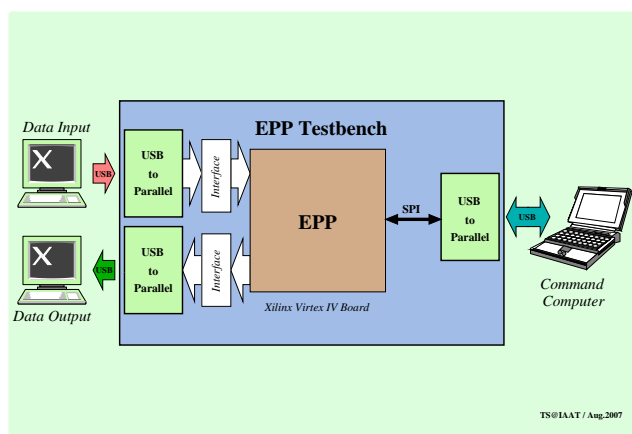 EPP Testbench
Data Input
X
USB
USB
to
Parallel
Interface
EPP
SPI
USB
to
Parallel
USB
Command
Computer
X
USB
USB
to
Parallel
Interface
Data Output
Xilinx Virtex IV Board
TS@IAAT / Aug.2007